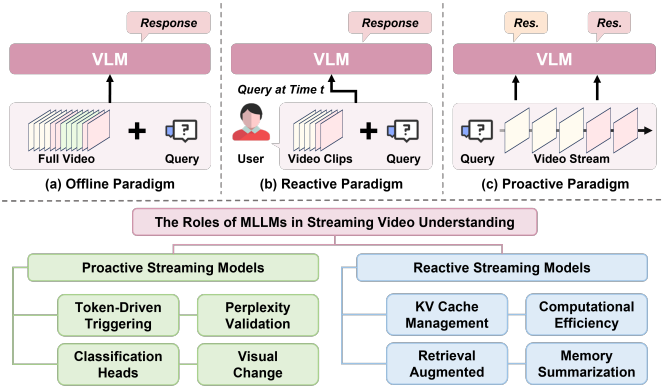 Response
VLM
Full Video
?
Query
(a) Offline Paradigm
Response
VLM
Query at Time t
User
Video Clips
?
Query
(b) Reactive Paradigm
Res.
Res.
VLM
?
Query
Video Stream
(c) Proactive Paradigm
The Roles of MLLMs in Streaming Video Understanding
Proactive Streaming Models
Token-Driven
Triggering
Perplexity
Validation
Classification
Heads
Visual
Change
Reactive Streaming Models
KV Cache
Management
Computational
Efficiency
Retrieval
Augmented
Memory
Summarization